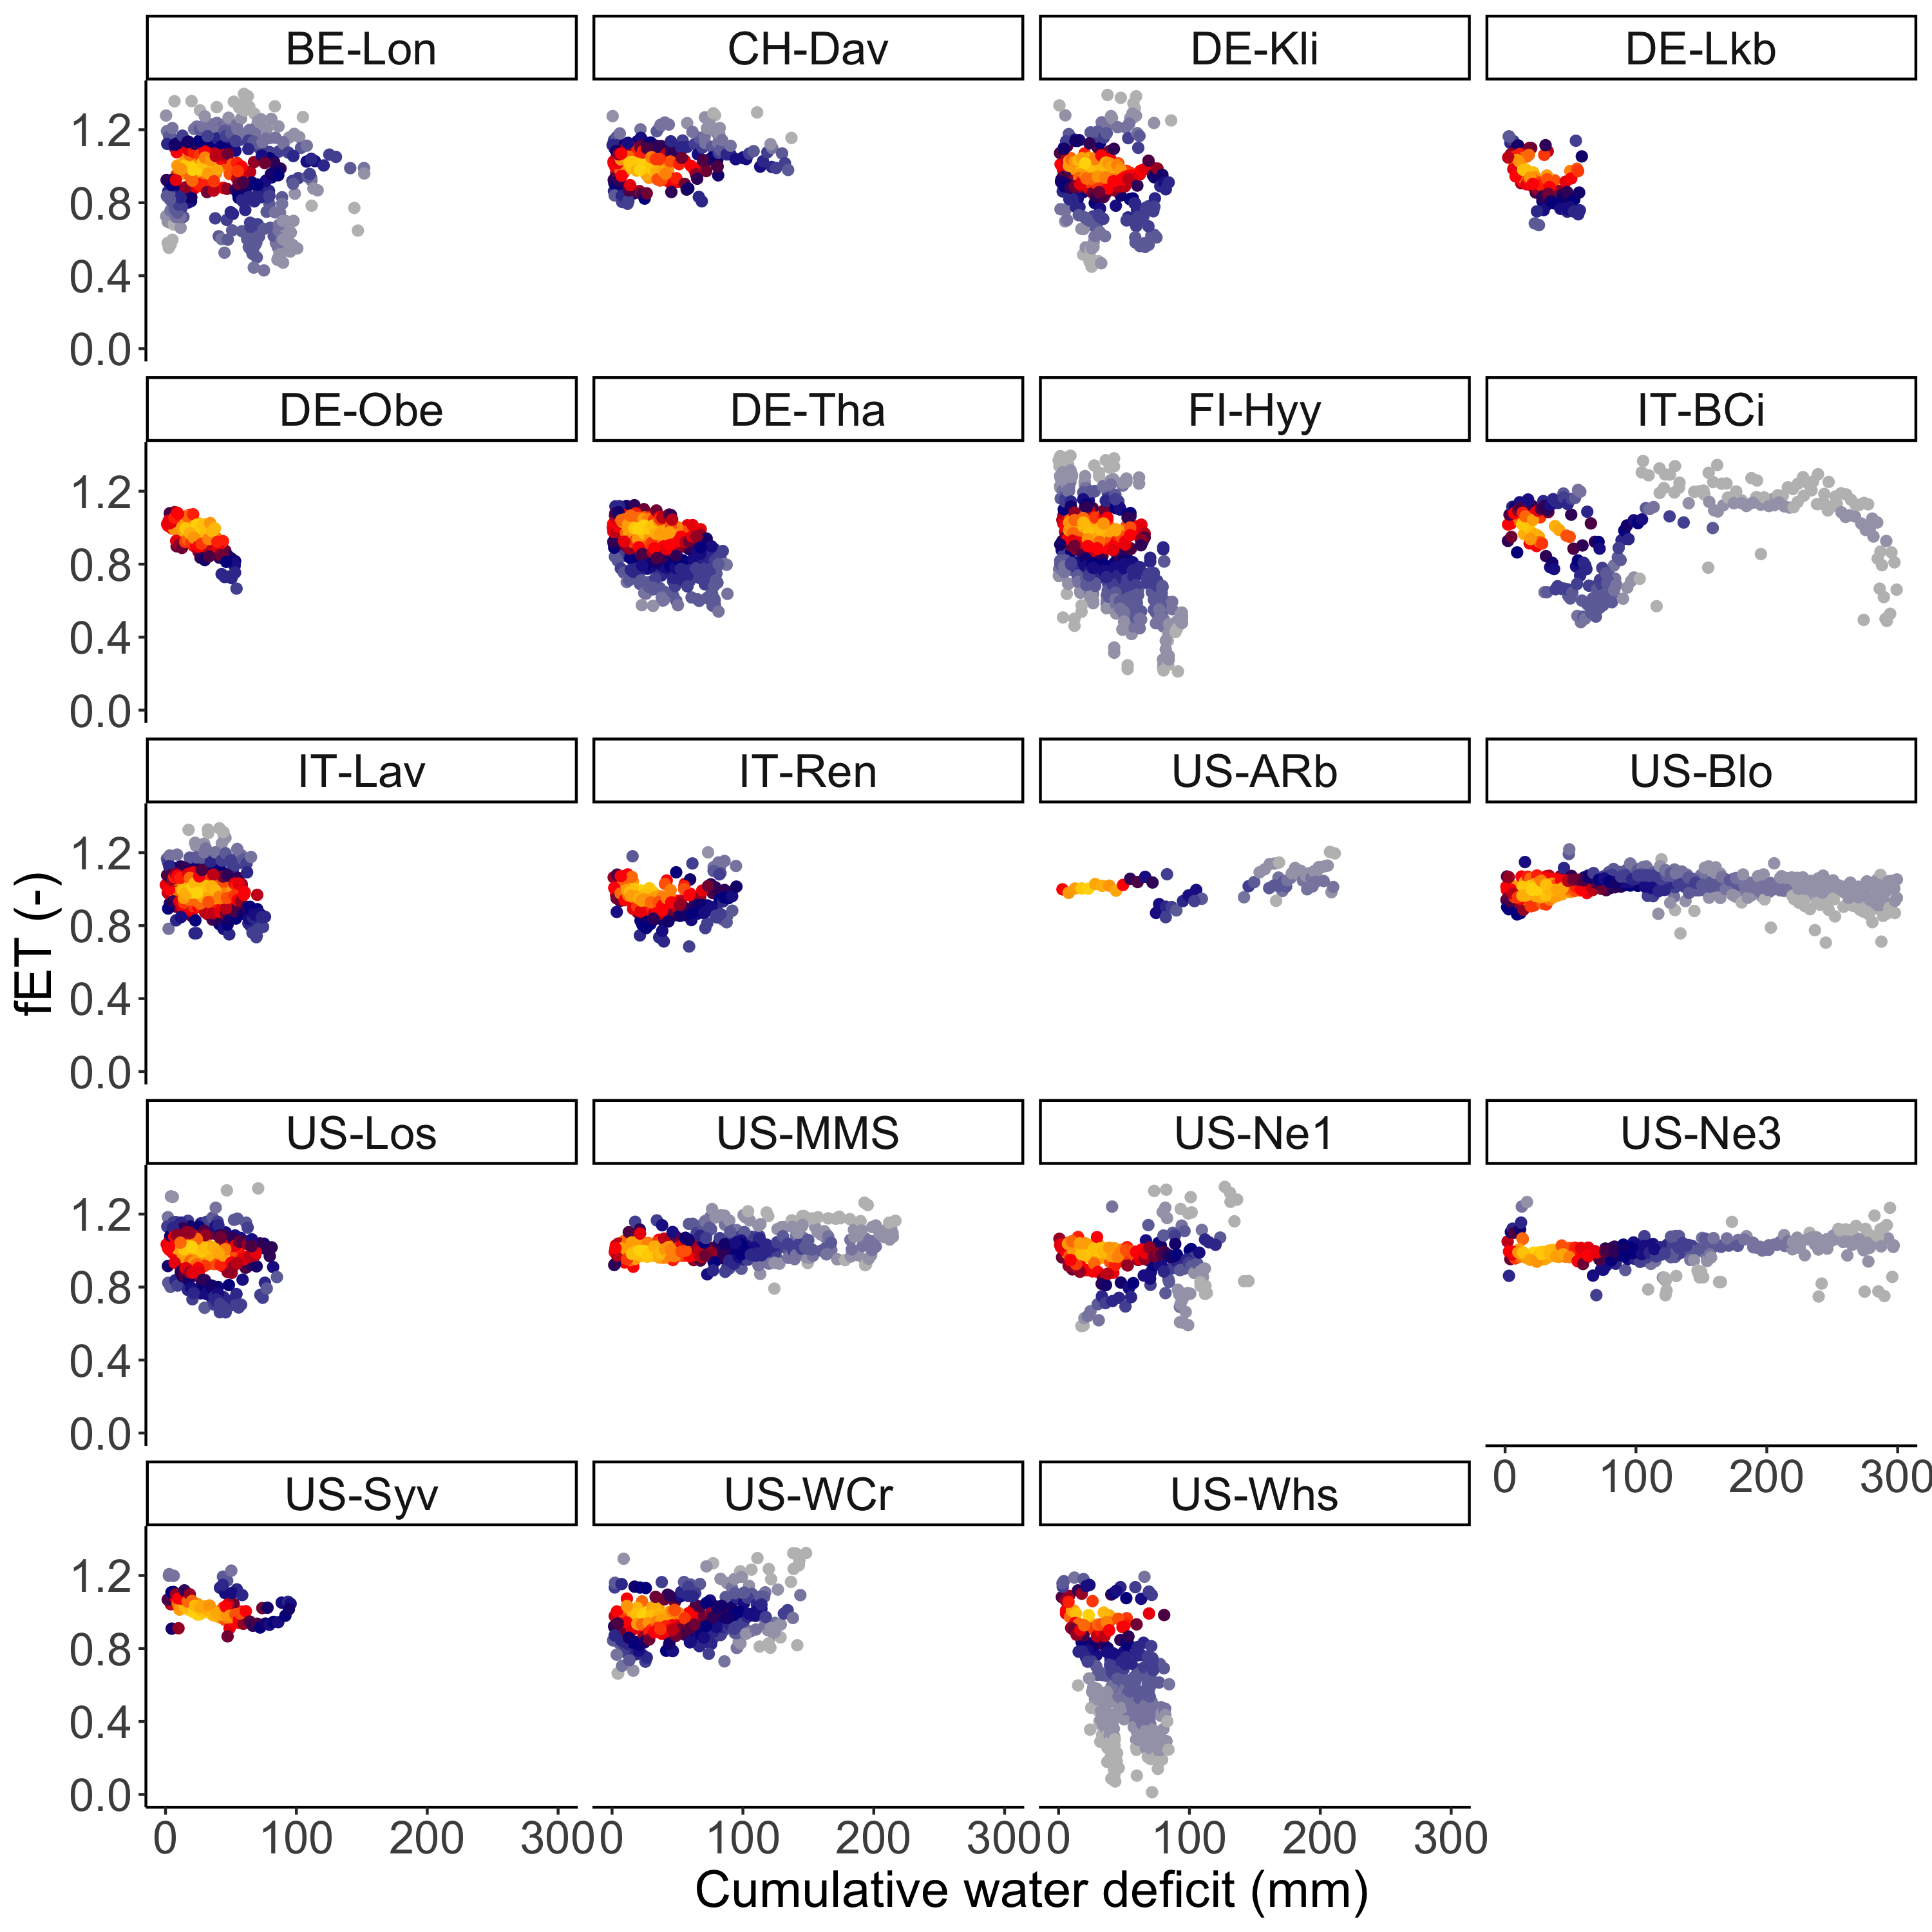 BE-Lon CH-Dav DE-Kli DE-Lkb
1.2
0.8
0.4
0.0
DE-Obe DE-Tha FI-Hyy IT-BCi
1.2
0.8
0.4
0.0
IT-Lav IT-Ren US-ARb US-Blo
1.2
0.8
0.4
0.0
fET (-)
US-Los US-MMS US-Ne1 US-Ne3
1.2
0.8
0.4
0.0
0 100 200 300
US-Syv US-WCr US-Whs
1.2
0.8
0.4
0.0
0 100 200 300 0 100 200 300 0 100 200 300
Cumulative water deficit (mm)